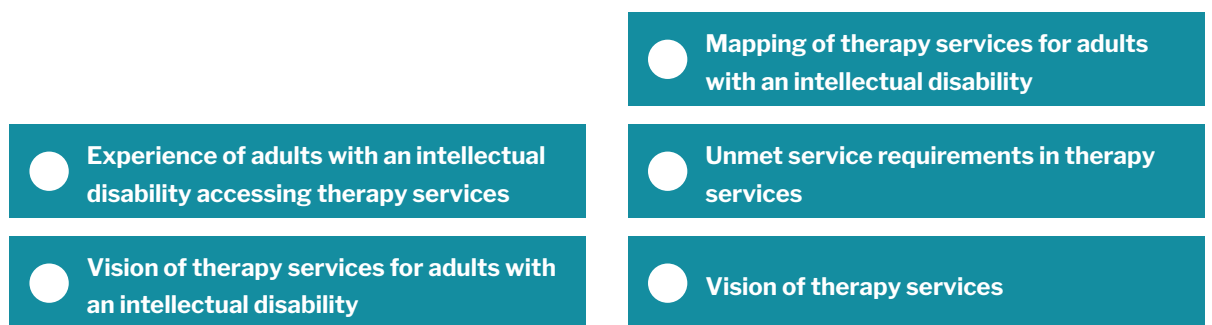 Experience of adults with an intellectual
disability accessing therapy services
Vision of therapy services for adults with
an intellectual disability
Mapping of therapy services for adults
with an intellectual disability
Unmet service requirements in therapy
services
Vision of therapy services